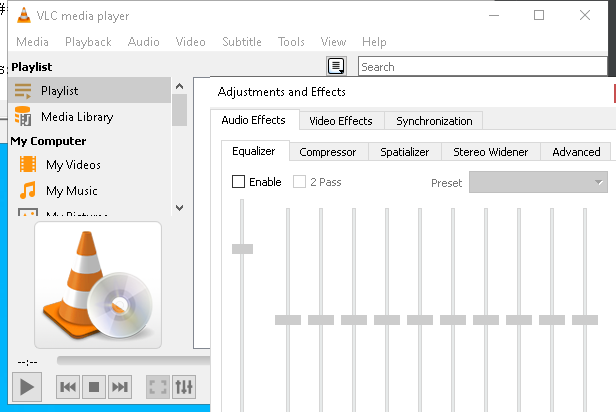 ##
VLC media player
Media Playback Audio Video Subtitle Tools View Help
Playlist
Search
Playlist
Media Library
My Computer
My Videos
My Music
My Pictures
--:--
Adjustments and Effects
Audio Effects Video Effects Synchronization
Equalizer Compressor Spatializer Stereo Widener Advanced
Enable 2 Pass Preset